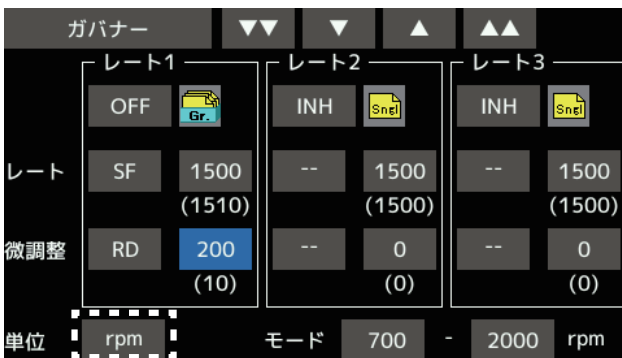 ガバナー ▼▼ ▼ ▲ ▲▲
レート1 レート2 レート3
OFF Gr. INH Sngl INH Sngl
レート SF 1500 -- 1500 -- 1500
(1510) (1500) (1500)
微調整 RD 200 -- 0 -- 0
(10) (0) (0)
単位 rpm モード 700 - 2000 rpm